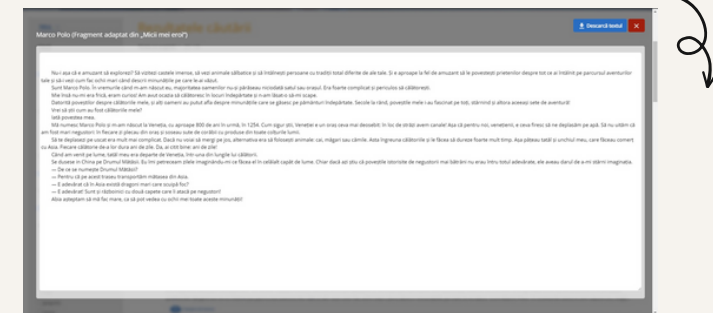 Rezultatele căutării
Descarcă textul
Marco Polo (Fragment adaptat din „Micii mei eroi”)
Nu-i așa că e amuzant să explorezi? Să vizitezi castele imense, să vezi animale sălbatice și să întâlnești persoane cu tradiții total diferite de ale tale. Și e aproape la fel de amuzant să le povestești prietenilor despre tot ce ai întâlnit pe parcursul aventurilor
tale și să-i vezi cum fac ochii mari când descrii minunățiile pe care le-ai văzut.
Sunt Marco Polo. În vremurile când m-am născut eu, majoritatea oamenilor nu-și părăseau niciodată satul sau orașul. Era foarte complicat și periculos să călătorești.
Mie însă nu-mi era frică, eram curios! Am avut ocazia să călătoresc în locuri îndepărtate și n-am lăsat-o să-mi scape.
Datorită poveștilor despre călătoriile mele, și alți oameni au putut afla despre minunățiile care se găsesc pe pământuri îndepărtate. Secole la rând, poveștile mele i-au fascinat pe toți, stârnind și altora aceeași sete de aventură!
Vrei să știi cum au fost călătoriile mele?
Iată povestea mea.
Mă numesc Marco Polo și m-am născut la Veneția, cu aproape 800 de ani în urmă, în 1254. Cum sigur știi, Veneția e un oraș ceva mai deosebit: în loc de străzi avem canale! Așa că pentru noi, venețienii, e ceva firesc să ne deplasăm pe apă. Să nu uităm că
am fost mari negustori: în fiecare zi plecau din oraș și soseau sute de corăbii cu produse din toate colțurile lumii.
Să te deplasezi pe uscat era mult mai complicat. Dacă nu voiai să mergi pe jos, alternativa era să folosești animale: cai, măgari sau cămile. Asta îngreuna călătoriile și le făcea să dureze foarte mult timp. Așa pățeau tatăl și unchiul meu, care făceau comerț
cu Asia. Fiecare călătorie de-a lor dura ani de zile. Da, ai citit bine: ani de zile!
Când am venit pe lume, tatăl meu era departe de Veneția, într-una din lungile lui călătorii.
Se dusese în China pe Drumul Mătăsii. Eu îmi petreceam zilele imaginându-mi ce făcea el în celălalt capăt de lume. Chiar dacă azi știu că poveștile istorisite de negustorii mai bătrâni nu erau întru totul adevărate, ele aveau darul de a-mi stârni imaginația.
— De ce se numește Drumul Mătăsii?
— Pentru că pe acest traseu transportăm mătasea din Asia.
— E adevărat că în Asia există dragoni mari care scuipă foc?
— E adevărat! Sunt și războinici cu două capete care îi atacă pe negustori!
Abia așteptam să mă fac mare, ca să pot vedea cu ochii mei toate aceste minunății!